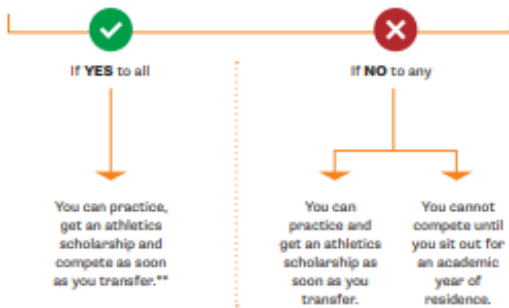 If YES to all
If NO to any
You can practice,
get an athletics
scholarship and
compete as soon
as you transfer.**
You can
practice and
get an athletics
scholarship as
soon as you
transfer.
You cannot
compete until
you sit out for
an academic
year of
residence.